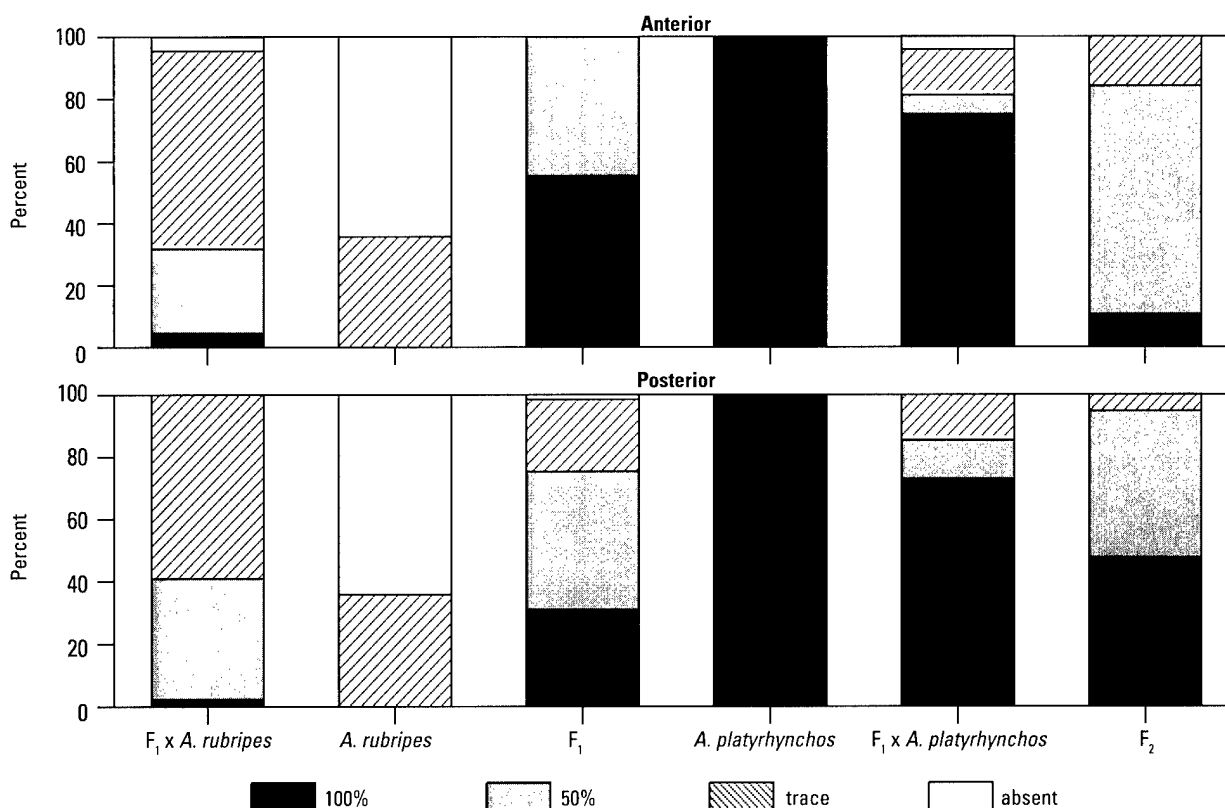 Anterior
100
80
60
40
20
0
Percent
Posterior
100
80
60
40
20
0
Percent
F1 x A. rubripes A. rubripes F1 A. platyrhynchos F1 x A. platyrhynchos F2
100% 50% trace absent